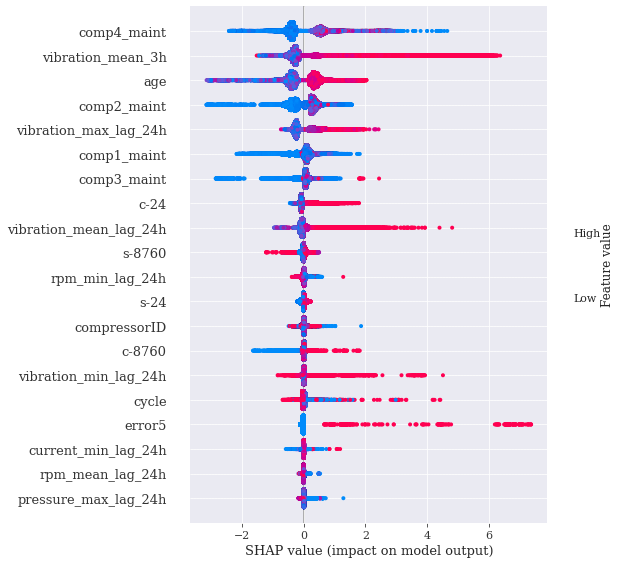 comp4_maint
vibration_mean_3h
age
comp2_maint
vibration_max_lag_24h
comp1_maint
comp3_maint
c-24
vibration_mean_lag_24h
s-8760
rpm_min_lag_24h
s-24
compressorID
c-8760
vibration_min_lag_24h
cycle
error5
current_min_lag_24h
rpm_mean_lag_24h
pressure_max_lag_24h
−2 0 2 4 6
SHAP value (impact on model output)
High
Low
Feature value